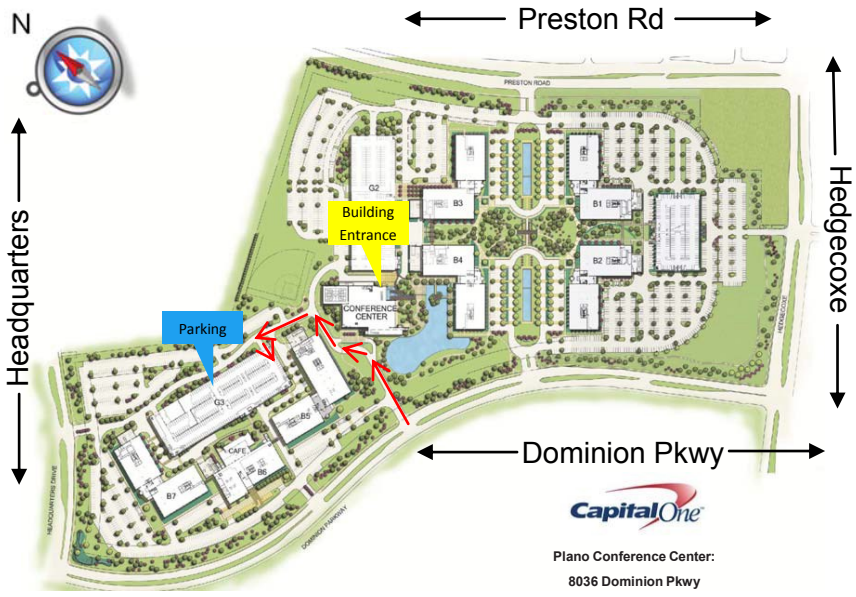 Preston Rd
N
PRESTON ROAD
Headquarters
Hedgecoxe
G2
B3
B1
Building
Entrance
B4
B2
CONFERENCE
CENTER
Parking
HEDGECOXE
G3
B5
CAFE
B6
B7
Dominion Pkwy
HEADQUARTERS DRIVE
DOMINION PARKWAY
CapitalOne
Plano Conference Center:
8036 Dominion Pkwy